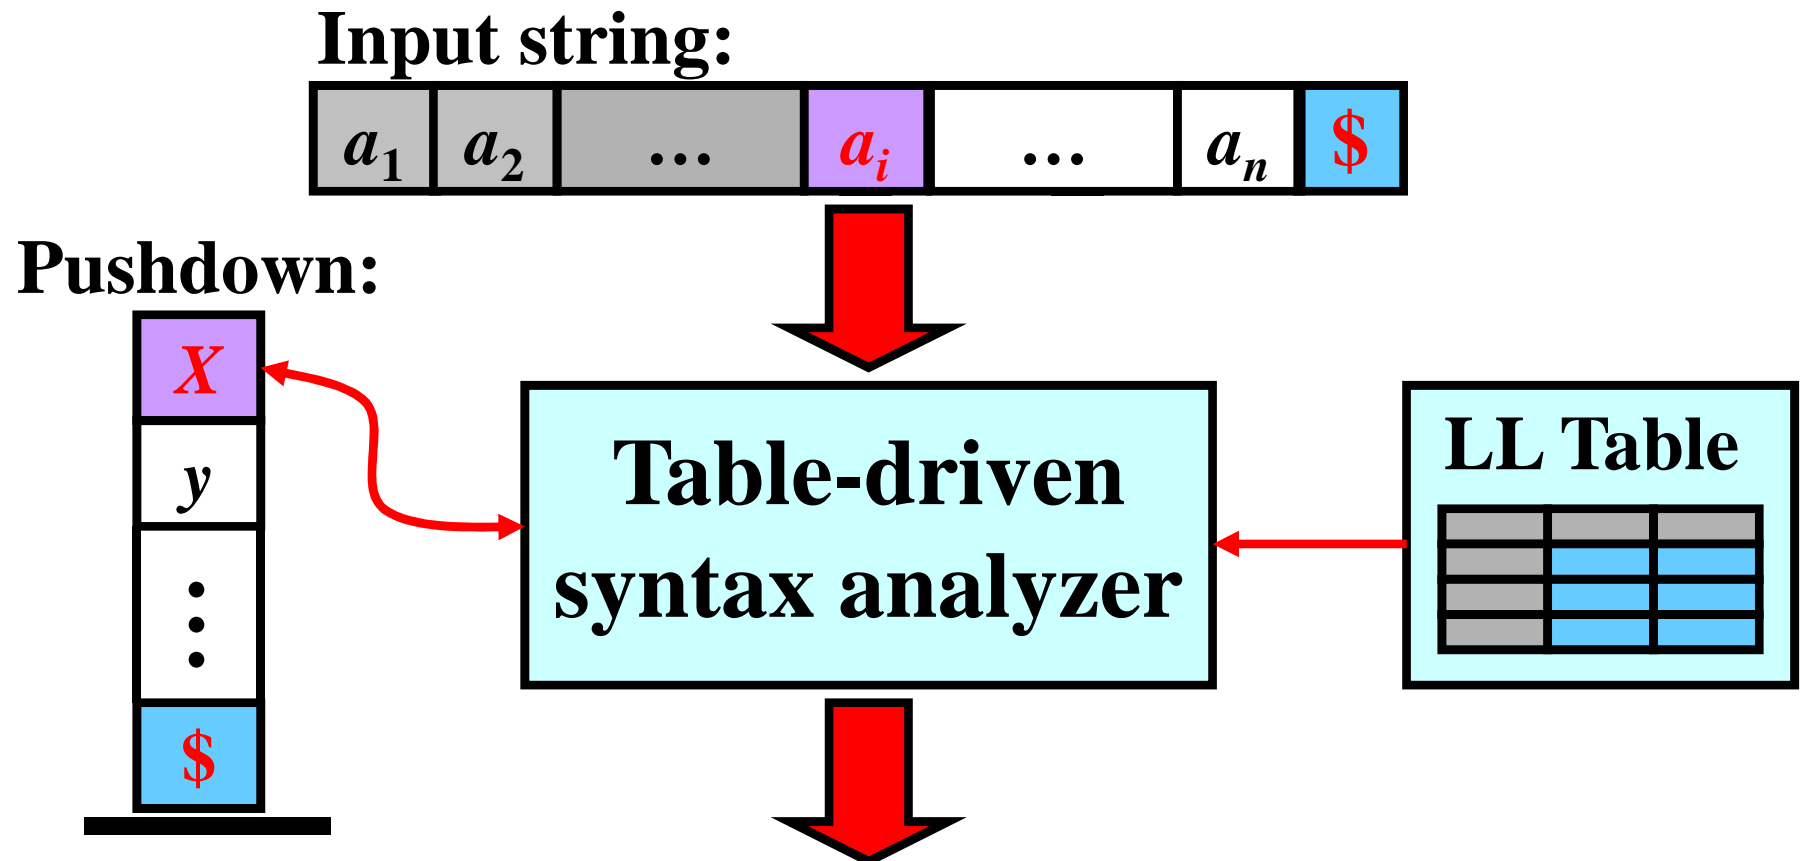 Input string:
a1 a2 … ai … an $
Pushdown:
X
y
⋮
$
Table-driven
syntax analyzer
LL Table